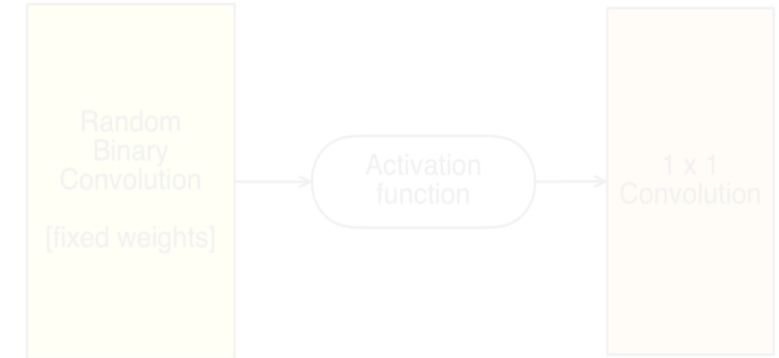 Random
Binary
Convolution
[fixed weights]
Activation
function
1 x 1
Convolution